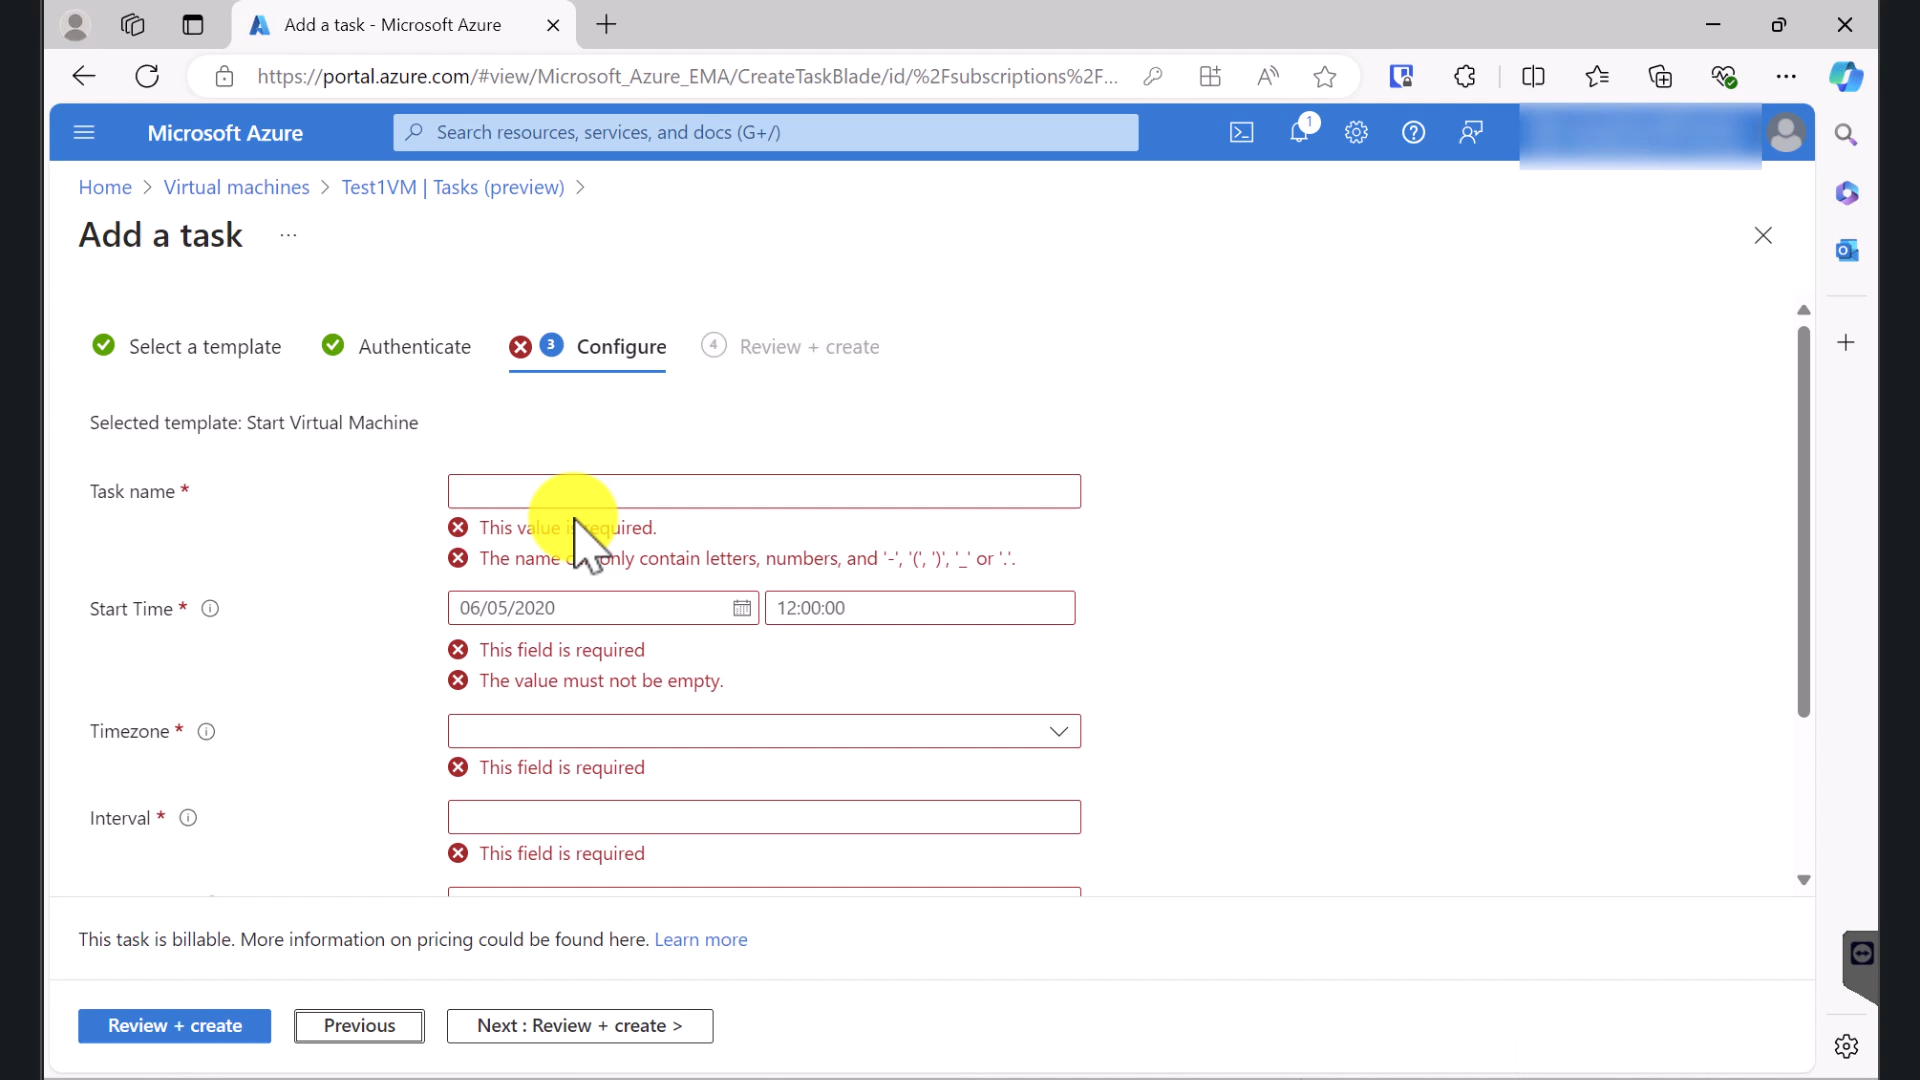 Add a task - Microsoft Azure
https://portal.azure.com/#view/Microsoft_Azure_EMA/CreateTaskBlade/id/%2Fsubscriptions%2F...
Microsoft Azure
Search resources, services, and docs (G+/)
1
Home > Virtual machines > Test1VM | Tasks (preview) >
Add a task ...
Select a template
Authenticate
3 Configure
4 Review + create
Selected template: Start Virtual Machine
Task name *
This value is required.
The name can only contain letters, numbers, and '-', '(', ')', '_' or '.'.
Start Time *
06/05/2020
12:00:00
This field is required
The value must not be empty.
Timezone *
This field is required
Interval *
This field is required
This task is billable. More information on pricing could be found here. Learn more
Review + create
Previous
Next : Review + create >